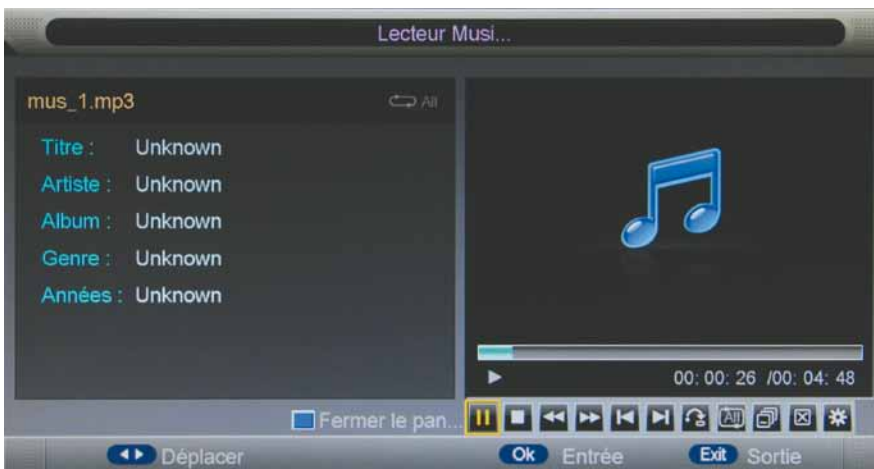 Lecteur Musi...
mus_1.mp3 All
Titre : Unknown
Artiste : Unknown
Album : Unknown
Genre : Unknown
Années : Unknown
00: 00: 26 /00: 04: 48
Fermer le pan... All
Déplacer Ok Entrée Exit Sortie